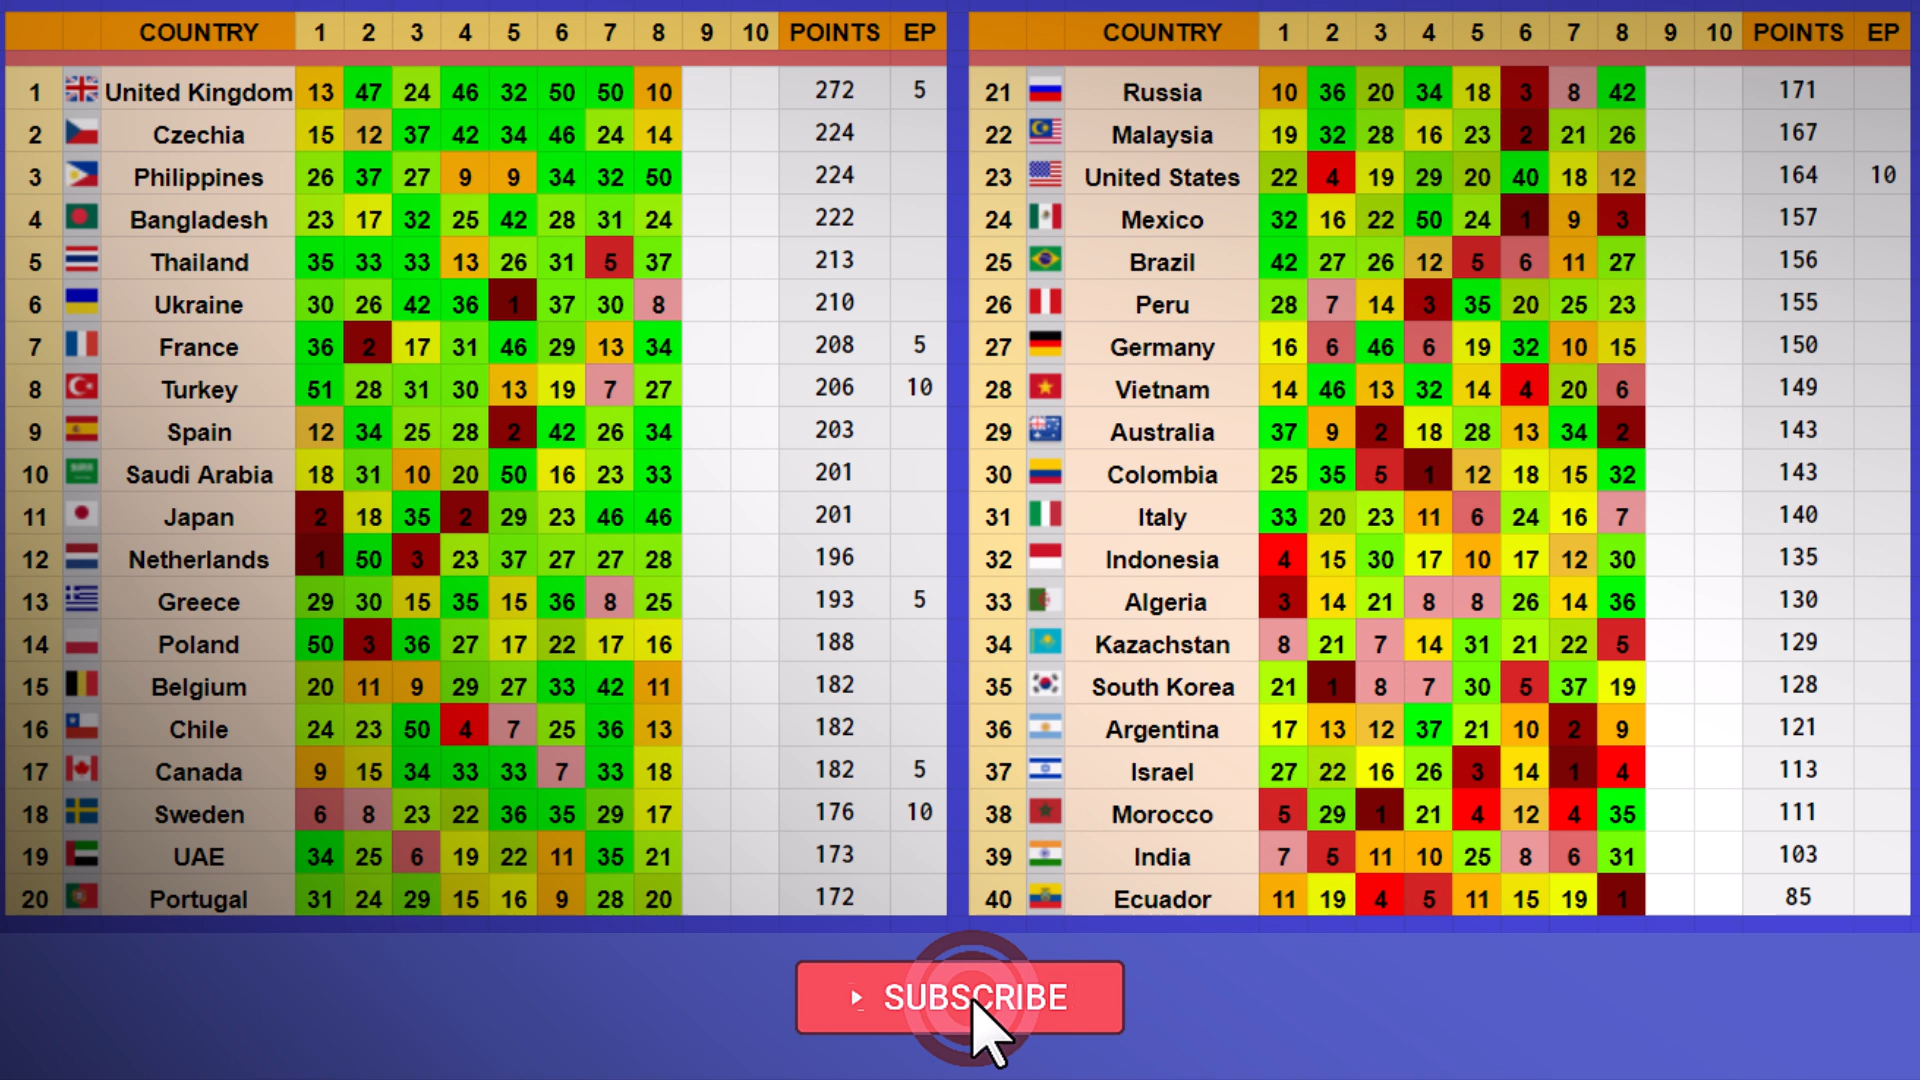 COUNTRY 1 2 3 4 5 6 7 8 9 10 POINTS EP
1 United Kingdom 13 47 24 46 32 50 50 10 272 5
2 Czechia 15 12 37 42 34 46 24 14 224
3 Philippines 26 37 27 9 9 34 32 50 224
4 Bangladesh 23 17 32 25 42 28 31 24 222
5 Thailand 35 33 33 13 26 31 5 37 213
6 Ukraine 30 26 42 36 1 37 30 8 210
7 France 36 2 17 31 46 29 13 34 208 5
8 Turkey 51 28 31 30 13 19 7 27 206 10
9 Spain 12 34 25 28 2 42 26 34 203
10 Saudi Arabia 18 31 10 20 50 16 23 33 201
11 Japan 2 18 35 2 29 23 46 46 201
12 Netherlands 1 50 3 23 37 27 27 28 196
13 Greece 29 30 15 35 15 36 8 25 193 5
14 Poland 50 3 36 27 17 22 17 16 188
15 Belgium 20 11 9 29 27 33 42 11 182
16 Chile 24 23 50 4 7 25 36 13 182
17 Canada 9 15 34 33 33 7 33 18 182 5
18 Sweden 6 8 23 22 36 35 29 17 176 10
19 UAE 34 25 6 19 22 11 35 21 173
20 Portugal 31 24 29 15 16 9 28 20 172
COUNTRY 1 2 3 4 5 6 7 8 9 10 POINTS EP
21 Russia 10 36 20 34 18 3 8 42 171
22 Malaysia 19 32 28 16 23 2 21 26 167
23 United States 22 4 19 29 20 40 18 12 164 10
24 Mexico 32 16 22 50 24 1 9 3 157
25 Brazil 42 27 26 12 5 6 11 27 156
26 Peru 28 7 14 3 35 20 25 23 155
27 Germany 16 6 46 6 19 32 10 15 150
28 Vietnam 14 46 13 32 14 4 20 6 149
29 Australia 37 9 2 18 28 13 34 2 143
30 Colombia 25 35 5 1 12 18 15 32 143
31 Italy 33 20 23 11 6 24 16 7 140
32 Indonesia 4 15 30 17 10 17 12 30 135
33 Algeria 3 14 21 8 8 26 14 36 130
34 Kazachstan 8 21 7 14 31 21 22 5 129
35 South Korea 21 1 8 7 30 5 37 19 128
36 Argentina 17 13 12 37 21 10 2 9 121
37 Israel 27 22 16 26 3 14 1 4 113
38 Morocco 5 29 1 21 4 12 4 35 111
39 India 7 5 11 10 25 8 6 31 103
40 Ecuador 11 19 4 5 11 15 19 1 85
SUBSCRIBE